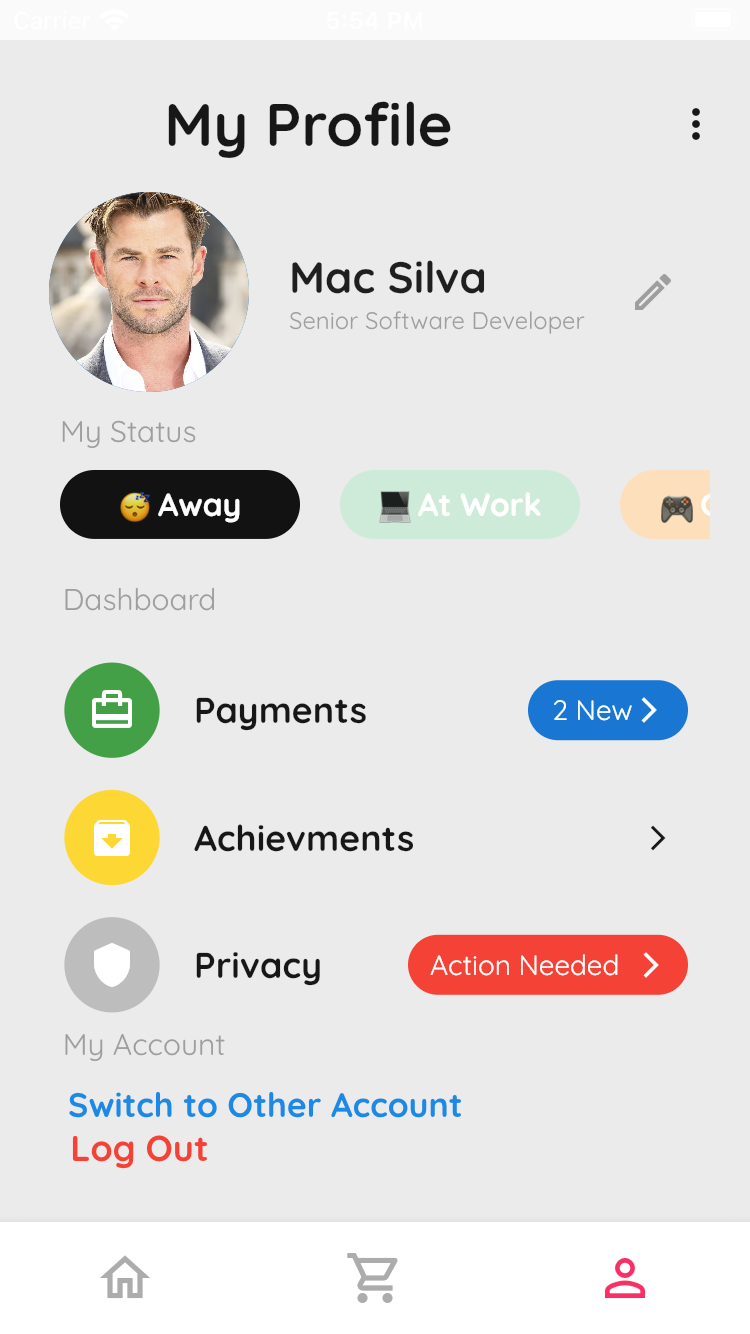 Carrier 5:54 PM
My Profile
Mac Silva
Senior Software Developer
My Status
Away At Work
Dashboard
Payments 2 New
Achievments
Privacy Action Needed
My Account
Switch to Other Account
Log Out